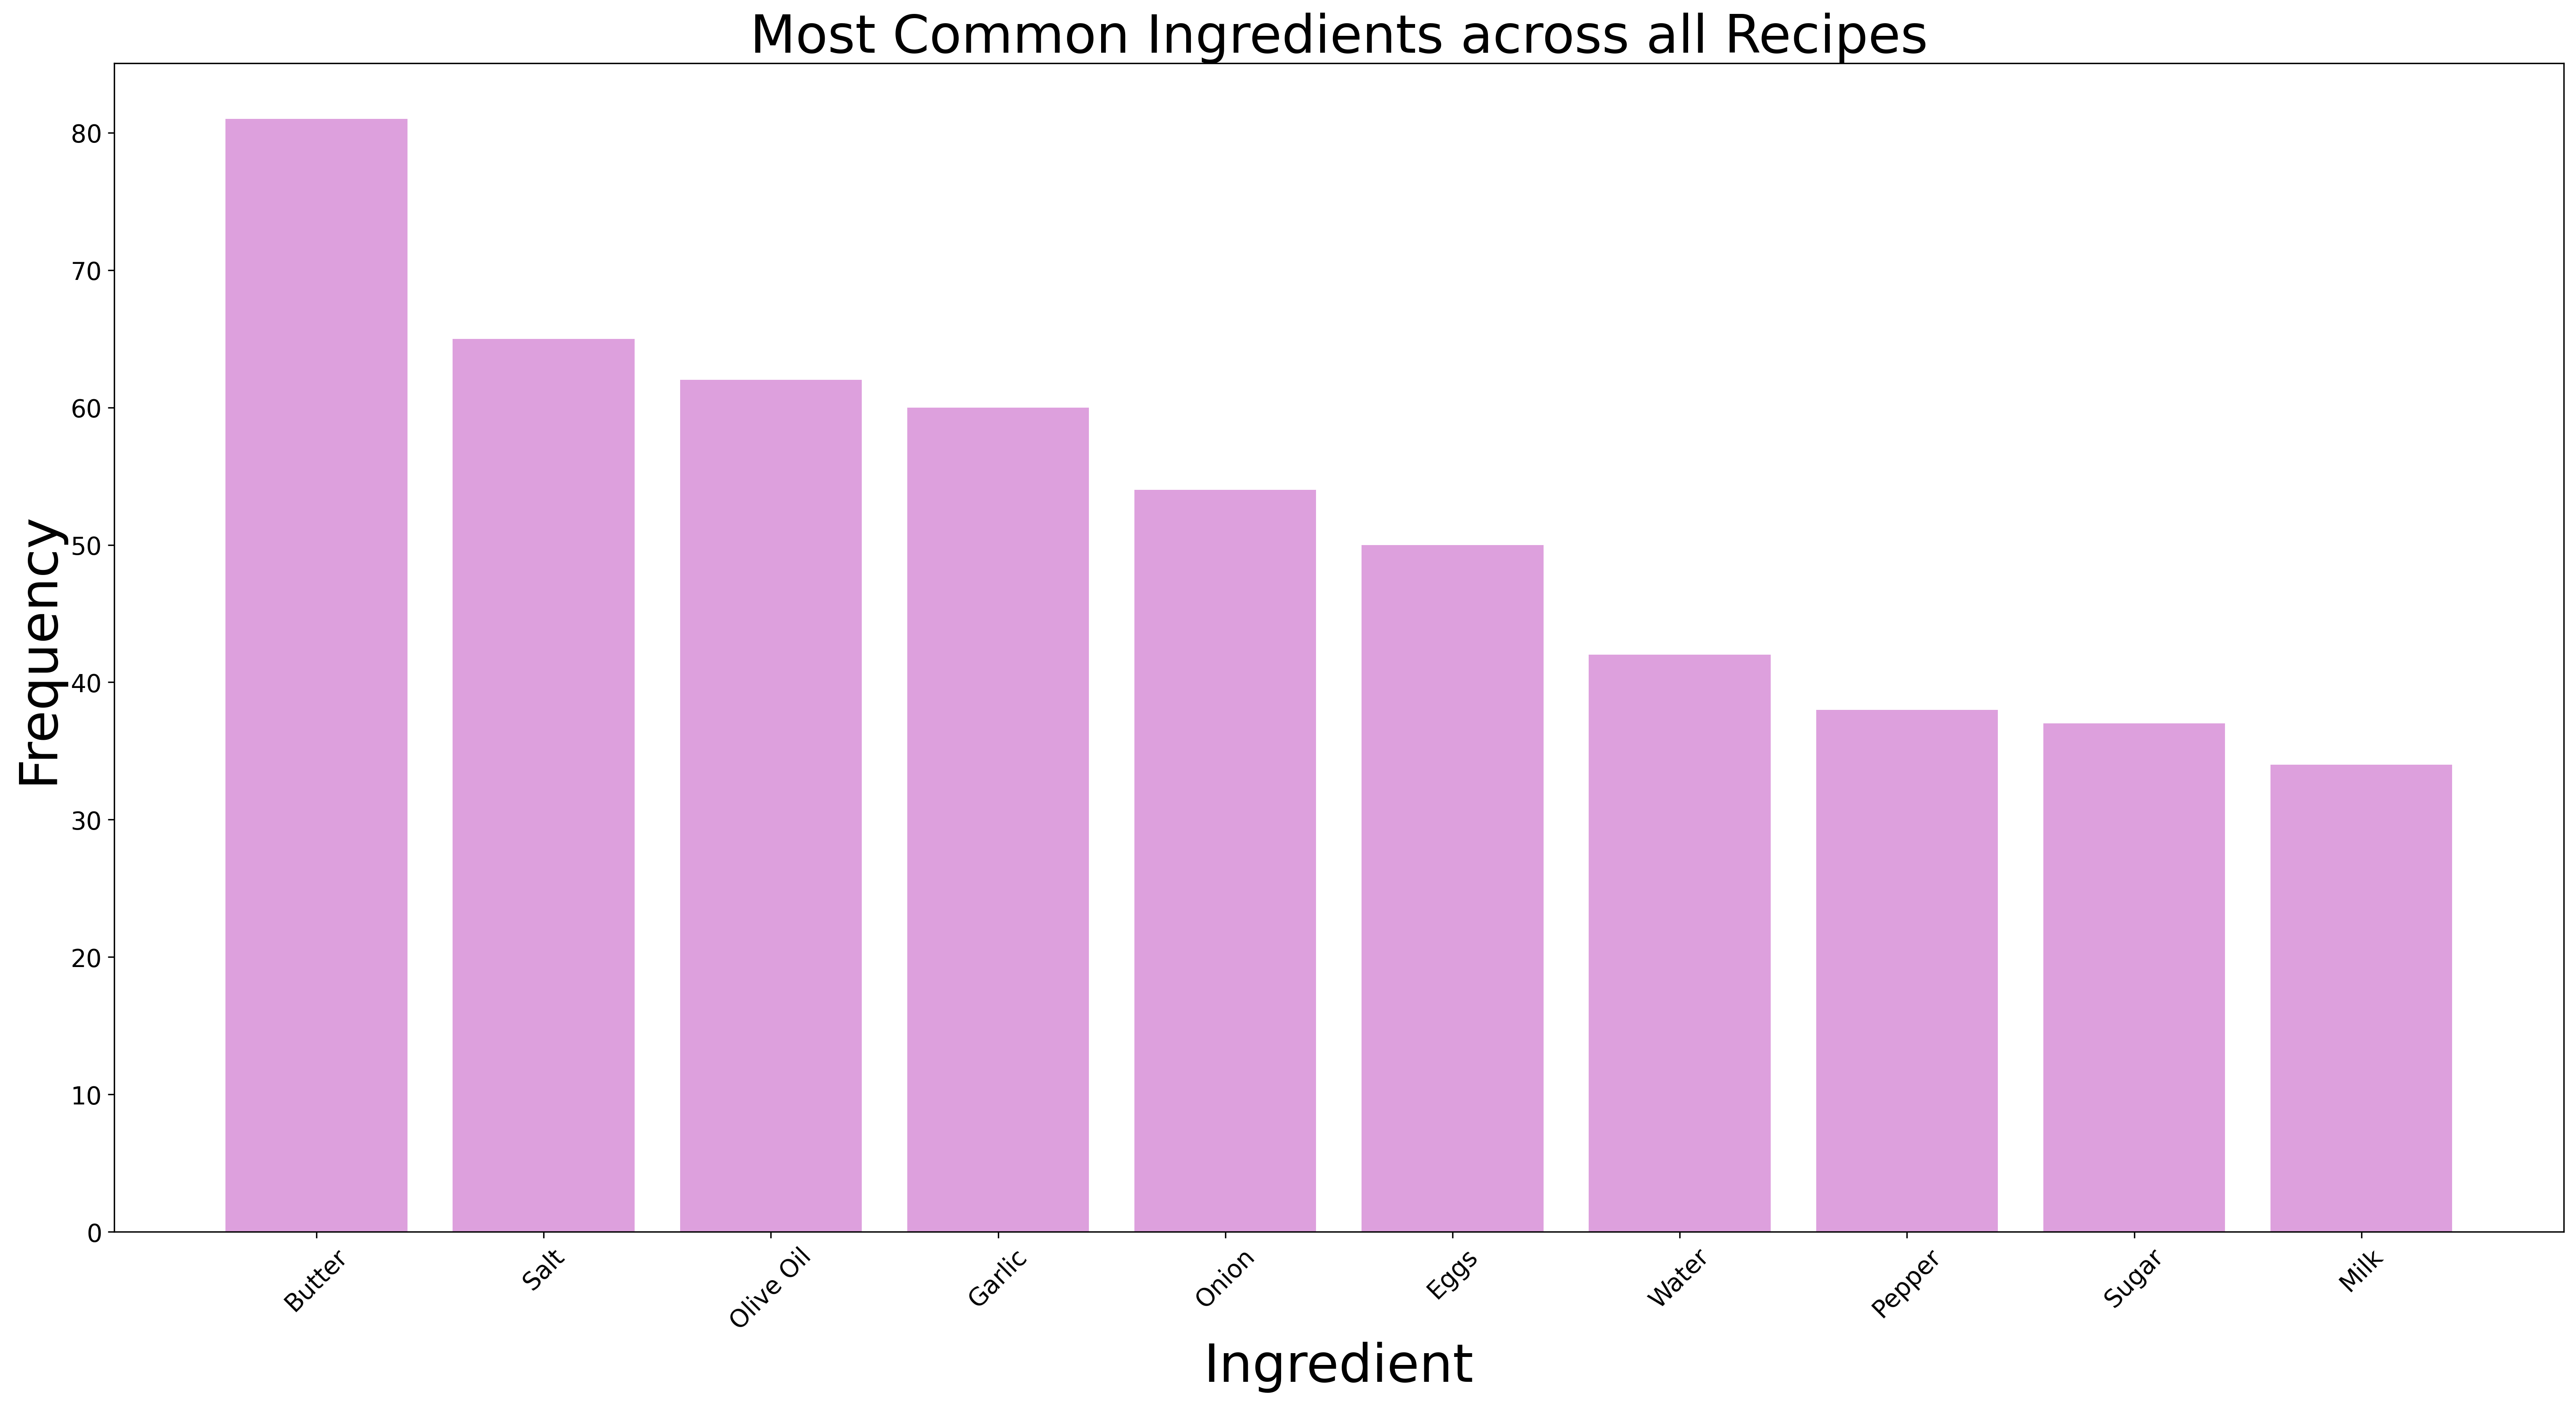 Most Common Ingredients across all Recipes
Frequency
80
70
60
50
40
30
20
10
0
Butter
Salt
Olive Oil
Garlic
Onion
Eggs
Water
Pepper
Sugar
Milk
Ingredient